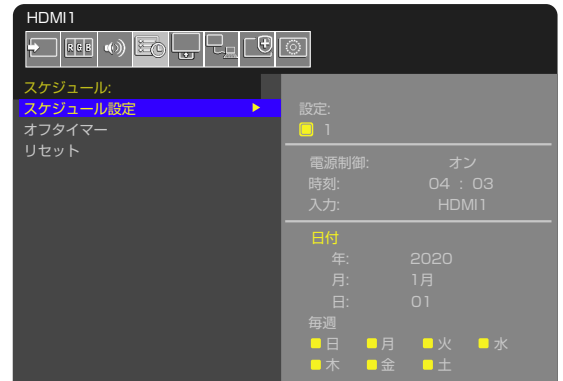 HDMI1
RGB
スケジュール:
スケジュール設定
オフタイマー
リセット
設定:
1
電源制御: オン
時刻: 04 : 03
入力: HDMI1
日付
年: 2020
月: 1月
日: 01
毎週
日 月 火 水
木 金 土